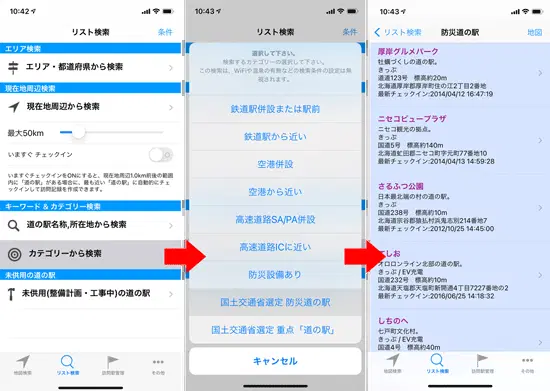 10:42
リスト検索
条件
エリア検索
エリア・都道府県から検索
現在地周辺検索
現在地周辺から検索
最大50km
いますぐ チェックイン
いますぐチェックインをONにすると、現在地周辺1.0km前後の範囲
内に「道の駅」がある場合に、最も近い「道の駅」に自動的にチェッ
クインして訪問記録を作成できます。
キーワード & カテゴリー検索
道の駅名称,所在地から検索
カテゴリーから検索
未供用の道の駅
未供用(整備計画・工事中)の道の駅
地図検索
リスト検索
訪問駅管理
その他
10:43
リスト検索
条件
選択して下さい。
検索するカテゴリーの選択して下さい。
この検索は、WiFiや温泉の有無などの検索条件の設定は無視
されます。
鉄道駅併設または駅前
鉄道駅から近い
空港併設
空港から近い
高速道路SA/PA併設
高速道路ICに近い
防災設備あり
国土交通省選定 防災道の駅
国土交通省選定 重点「道の駅」
キャンセル
10:43
リスト検索
防災道の駅
地図
厚岸グルメパーク
牡蠣づくしの道の駅。
きっぷ
国道44号 標高約20m
北海道厚岸郡厚岸町住の江2丁目2番地
最新チェックイン:2014/04/12 16:47:19
ニセコビュープラザ
ニセコ観光の拠点。
きっぷ
国道5号 標高約140m
北海道虻田郡ニセコ町字元町77番地10
最新チェックイン:2014/04/13 14:59:28
さるふつ公園
日本最北端の村の道の駅。
きっぷ
国道238号 標高約10m
北海道宗谷郡猿払村浜鬼志別214番地7
最新チェックイン:2012/10/25 14:45:00
てしお
オロロンライン北部の道の駅。
きっぷ / EV充電
国道232号 標高約10m
北海道天塩郡天塩町新開通4丁目7227番地の2
最新チェックイン:2016/06/25 14:18:32
しちのへ
七戸町文化村。
きっぷ / EV充電
国道4号 標高約40m
地図検索
リスト検索
訪問駅管理
その他